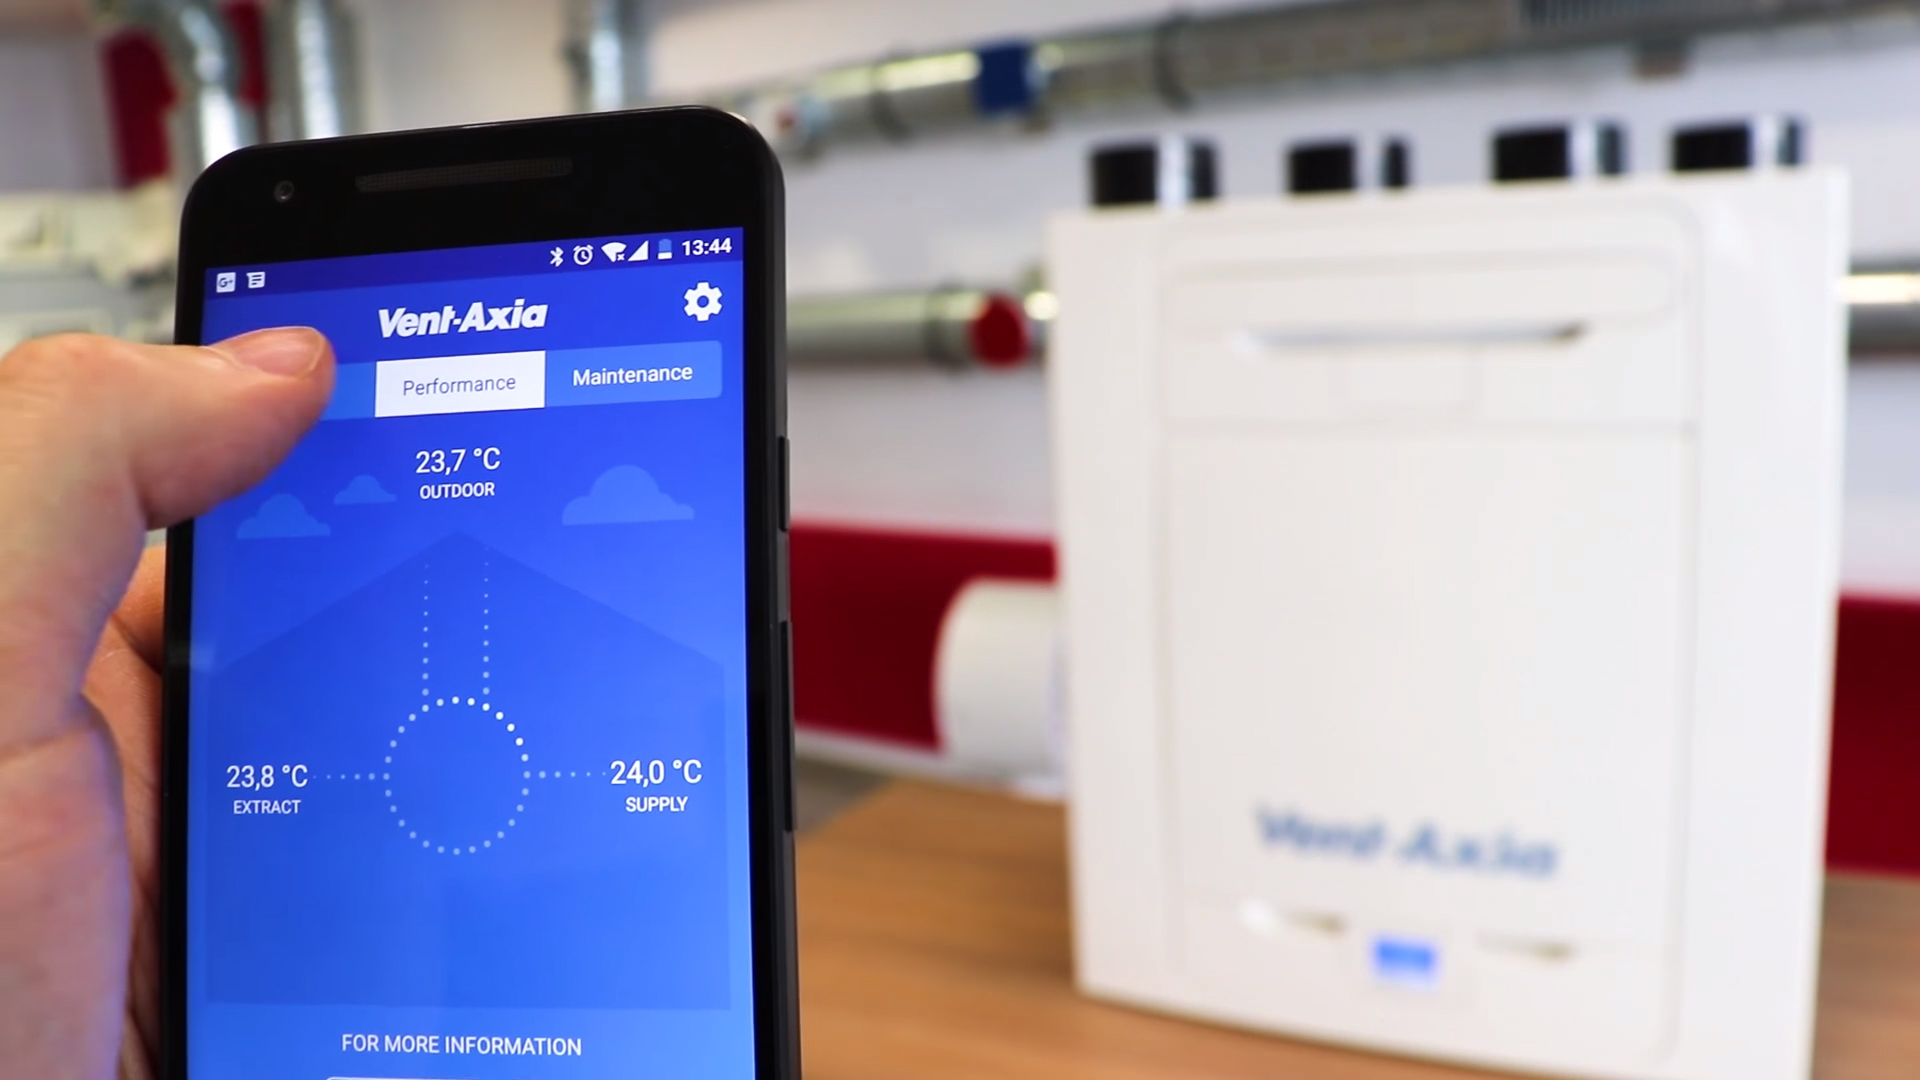 13:44
Vent-Axia
Performance
Maintenance
23,7 °C
OUTDOOR
23,8 °C
EXTRACT
24,0 °C
SUPPLY
FOR MORE INFORMATION
Vent-Axia